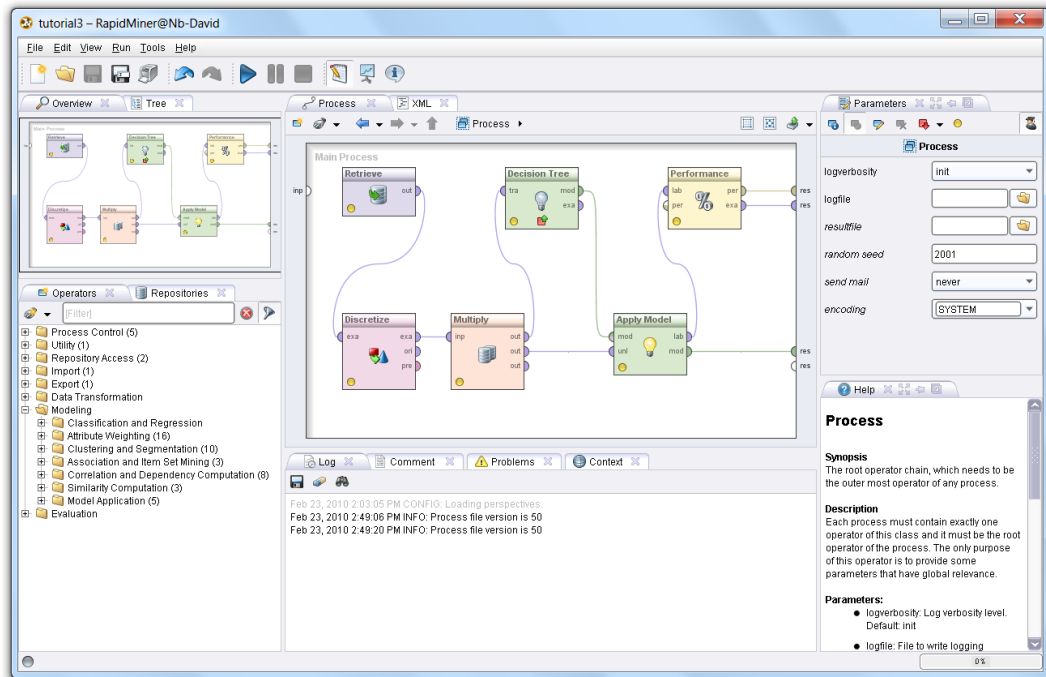 tutorial3 – RapidMiner@Nb-David
File Edit View Run Tools Help
Overview Tree
Main Process
Retrieve
Decision Tree
Performance
Discretize
Multiply
Apply Model
Operators Repositories
[Filter]
Process Control (5)
Utility (1)
Repository Access (2)
Import (1)
Export (1)
Data Transformation
Modeling
Classification and Regression
Attribute Weighting (16)
Clustering and Segmentation (10)
Association and Item Set Mining (3)
Correlation and Dependency Computation (8)
Similarity Computation (3)
Model Application (5)
Evaluation
Process XML
Process
Main Process
inp
Retrieve
out
Decision Tree
tra mod
exa
Performance
lab per
per exa
res
res
Discretize
exa exa
ori
pre
Multiply
inp out
out
out
Apply Model
mod lab
unl mod
res
res
Log Comment Problems Context
Feb 23, 2010 2:03:05 PM CONFIG: Loading perspectives.
Feb 23, 2010 2:49:06 PM INFO: Process file version is 50
Feb 23, 2010 2:49:20 PM INFO: Process file version is 50
Parameters
Process
logverbosity init
logfile
resultfile
random seed 2001
send mail never
encoding SYSTEM
Help
Process
Synopsis
The root operator chain, which needs to be
the outer most operator of any process.
Description
Each process must contain exactly one
operator of this class and it must be the root
operator of the process. The only purpose
of this operator is to provide some
parameters that have global relevance.
Parameters:
logverbosity: Log verbosity level.
Default: init
logfile: File to write logging
0%